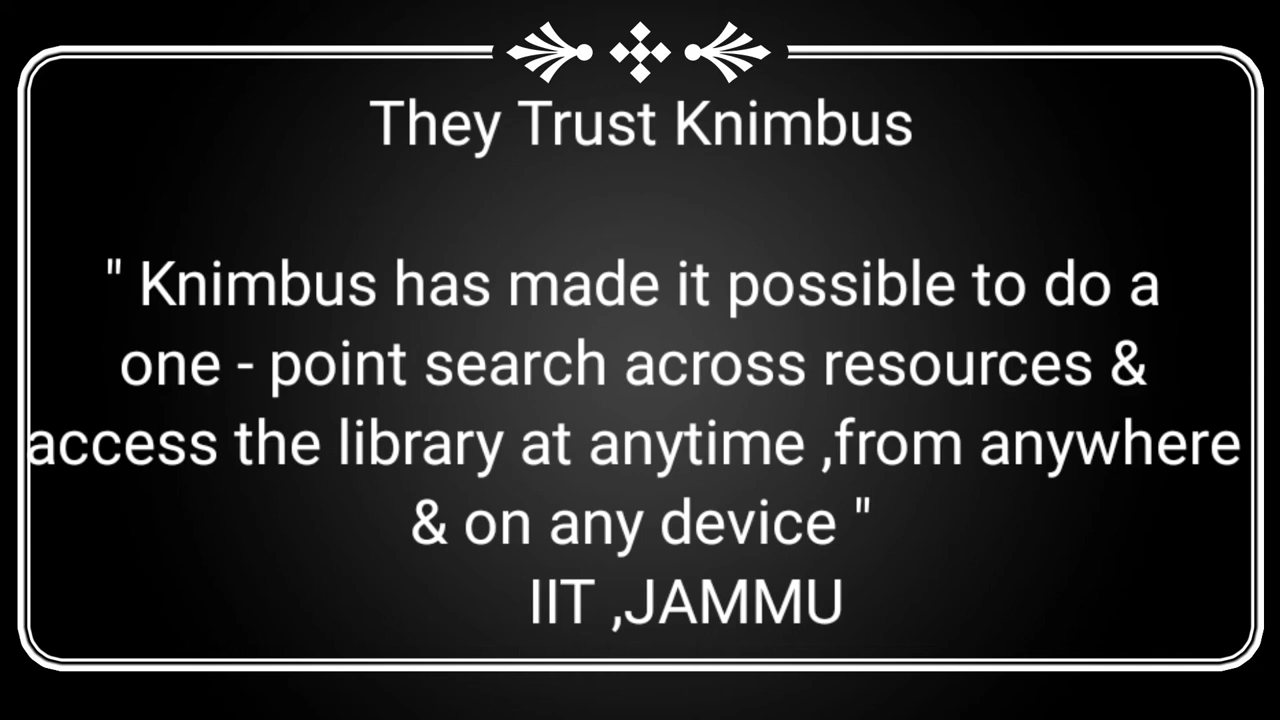 They Trust Knimbus
" Knimbus has made it possible to do a
one - point search across resources &
access the library at anytime ,from anywhere
& on any device "
IIT ,JAMMU